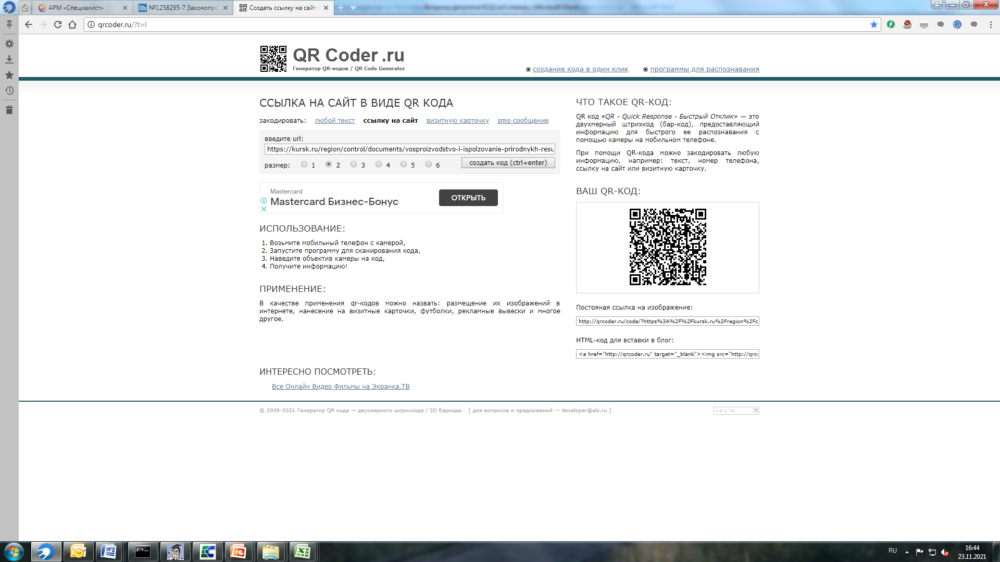 АРМ «Специалист»
№1258295-7 Законопро
Создать ссылку на сайт
qrcoder.ru/?t=l
QR Coder.ru
Генератор QR-кодов / QR Code Generator
создание кода в один клик
программы для распознавания
ССЫЛКА НА САЙТ В ВИДЕ QR КОДА
закодировать: любой текст ссылку на сайт визитную карточку sms-сообщение
введите url:
https://kursk.ru/region/control/documents/vosproizvodstvo-i-ispolzovanie-prirodnykh-resu
размер: 1 2 3 4 5 6 создать код (ctrl+enter)
Mastercard
Mastercard Бизнес-Бонус
ОТКРЫТЬ
ИСПОЛЬЗОВАНИЕ:
1. Возьмите мобильный телефон с камерой,
2. Запустите программу для сканирования кода,
3. Наведите объектив камеры на код,
4. Получите информацию!
ПРИМЕНЕНИЕ:
В качестве применения qr-кодов можно назвать: размещение их изображений в
интернете, нанесение на визитные карточки, футболки, рекламные вывески и многое
другое.
ИНТЕРЕСНО ПОСМОТРЕТЬ:
Все Онлайн Видео Фильмы на Экранка.ТВ
ЧТО ТАКОЕ QR-КОД:
QR код «QR - Quick Response - Быстрый Отклик» — это
двухмерный штрихкод (бар-код), предоставляющий
информацию для быстрого ее распознавания с
помощью камеры на мобильном телефоне.
При помощи QR-кода можно закодировать любую
информацию, например: текст, номер телефона,
ссылку на сайт или визитную карточку.
ВАШ QR-КОД:
Постояная ссылка на изображение:
http://qrcoder.ru/code/?https%3A%2F%2Fkursk.ru%2Fregion%2Fc
HTML-код для вставки в блог:
<a href="http://qrcoder.ru" target="_blank"><img src="http://qrc
© 2009-2021 Генератор QR кода — двухмерного штрихкода / 2D баркода. [ для вопросов и предложений — developer@alz.ru ]
15175
RU
16:44
23.11.2021